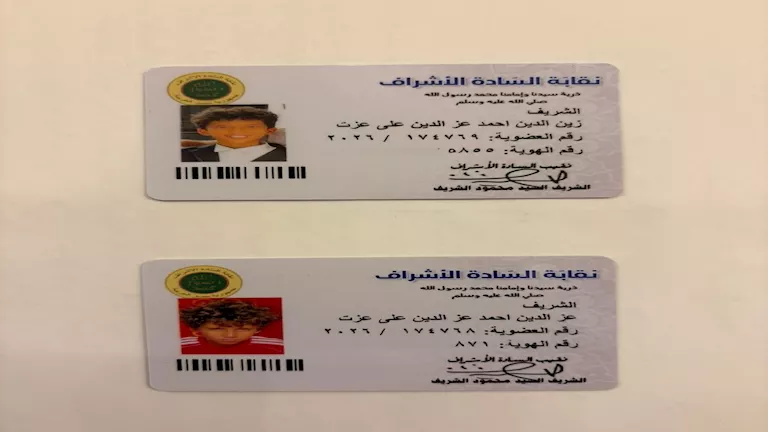 نقابة السادة الأشراف
ذرية سيدنا وإمامنا محمد رسول الله
صلي الله عليه وسلم
الشريف
زين الدين احمد عز الدين على عزت
رقم العضوية: ١٧٤٧٦٩ / ٢٠٢٦
رقم الهوية: ٥٨٥٥
نقيب السادة الأشراف
الشريف السيد محمود الشريف
نقابة السادة الأشراف
ذرية سيدنا وإمامنا محمد رسول الله
صلي الله عليه وسلم
الشريف
عز الدين احمد عز الدين على عزت
رقم العضوية: ١٧٤٧٦٨ / ٢٠٢٦
رقم الهوية: ٨٧١
نقيب السادة الأشراف
الشريف السيد محمود الشريف